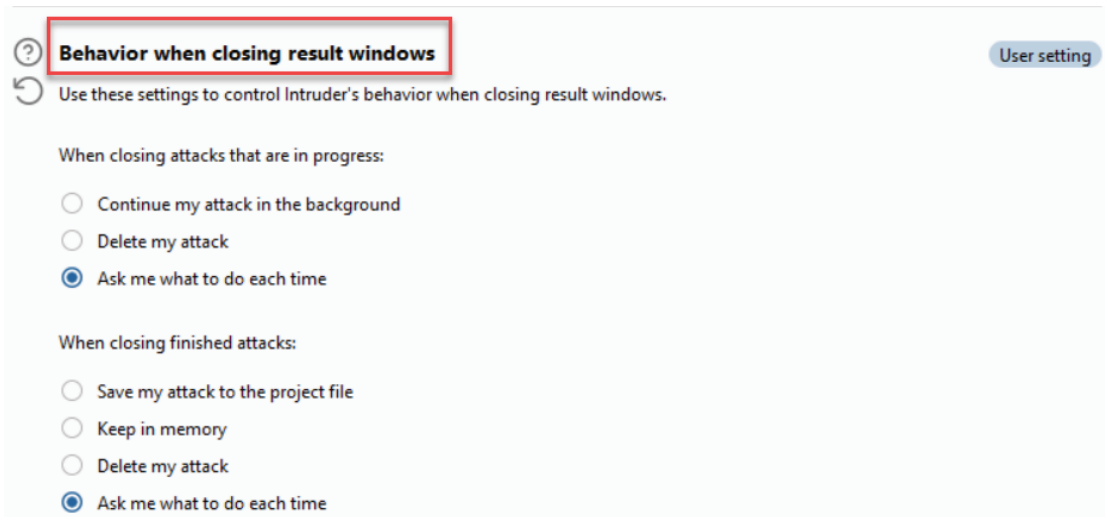 Behavior when closing result windows
User setting
Use these settings to control Intruder's behavior when closing result windows.
When closing attacks that are in progress:
Continue my attack in the background
Delete my attack
Ask me what to do each time
When closing finished attacks:
Save my attack to the project file
Keep in memory
Delete my attack
Ask me what to do each time